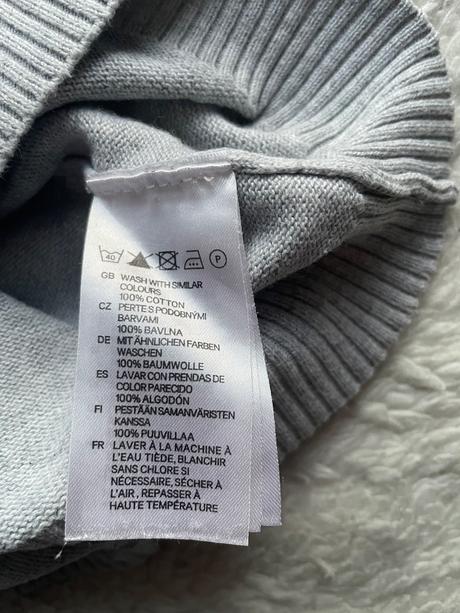 40 P
GB WASH WITH SIMILAR
COLOURS
100% COTTON
CZ PERTE S PODOBNÝMI
BARVAMI
100% BAVLNA
DE MIT ÄHNLICHEN FARBEN
WASCHEN
100% BAUMWOLLE
ES LAVAR CON PRENDAS DE
COLOR PARECIDO
100% ALGODÓN
FI PESTÄÄN SAMANVÄRISTEN
KANSSA
100% PUUVILLAA
FR LAVER À LA MACHINE À
L'EAU TIÈDE, BLANCHIR
SANS CHLORE SI
NÉCESSAIRE, SÉCHER À
L'AIR , REPASSER À
HAUTE TEMPÉRATURE